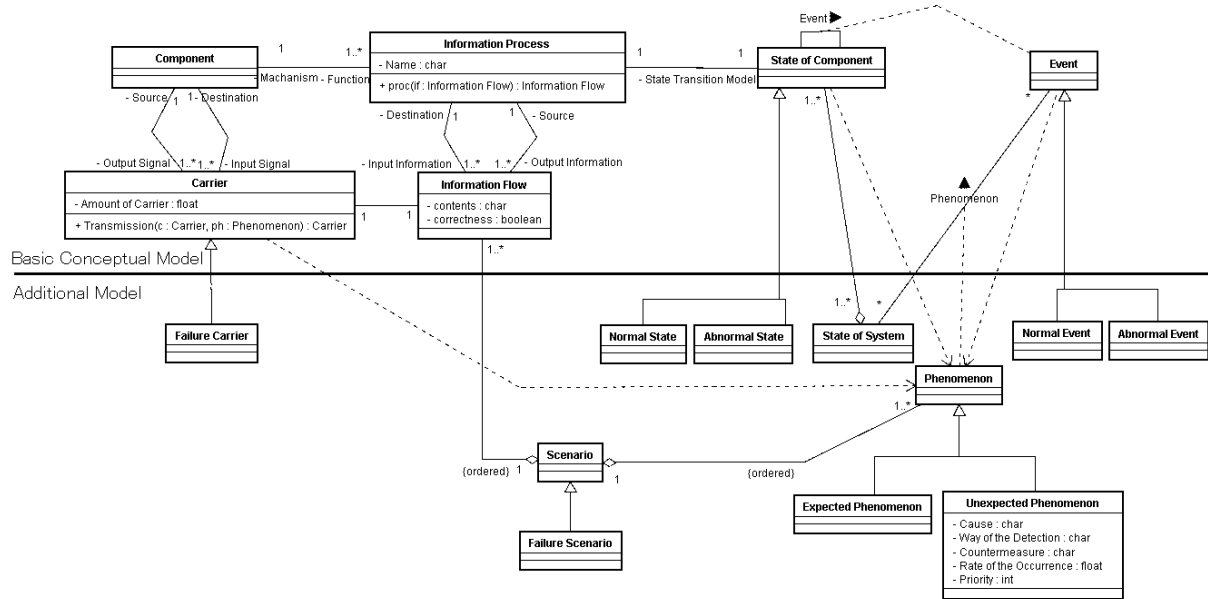 Event ▶
Component
1
1..*
Information Process
- Name : char
+ proc(if : Information Flow) : Information Flow
- Machanism
- Function
1
1
- State Transition Model
State of Component
Event
- Source
1
1
- Destination
- Destination
1
1
- Source
1..*
*
- Output Signal
1..*
1..*
- Input Signal
- Input Information
1..*
1..*
- Output Information
Carrier
- Amount of Carrier : float
+ Transmission(c : Carrier, ph : Phenomenon) : Carrier
1
1
Information Flow
- contents : char
- correctness : boolean
1..*
▲
Phenomenon
Basic Conceptual Model
Additional Model
Failure Carrier
Normal State
Abnormal State
1..*
*
State of System
Normal Event
Abnormal Event
Phenomenon
1..*
Scenario
{ordered}
1
1
{ordered}
Failure Scenario
Expected Phenomenon
Unexpected Phenomenon
- Cause : char
- Way of the Detection : char
- Countermeasure : char
- Rate of the Occurrence : float
- Priority : int